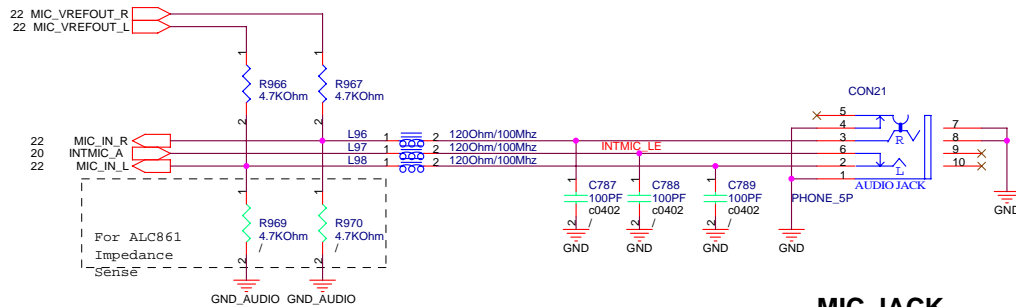 22 MIC_VREFOUT_R
22 MIC_VREFOUT_L
1 1
R966 R967
4.7KOhm 4.7KOhm
2 2
CON21
22 MIC_IN_R L96 1 2 120Ohm/100Mhz
20 INTMIC_A L97 1 2 120Ohm/100Mhz
22 MIC_IN_L L98 1 2 120Ohm/100Mhz
INTMIC_LE
5
4
3
6
2
1
R
L
7
8
9
10
AUDIO JACK
PHONE_5P
1 1 1
C787 C788 C789
100PF 100PF 100PF
c0402 c0402 c0402
/ / /
2 2 2
GND GND GND GND GND
1 1
R969 R970
4.7KOhm 4.7KOhm
/ /
2 2
For ALC861
Impedance
Sense
GND_AUDIO GND_AUDIO
MIC JACK